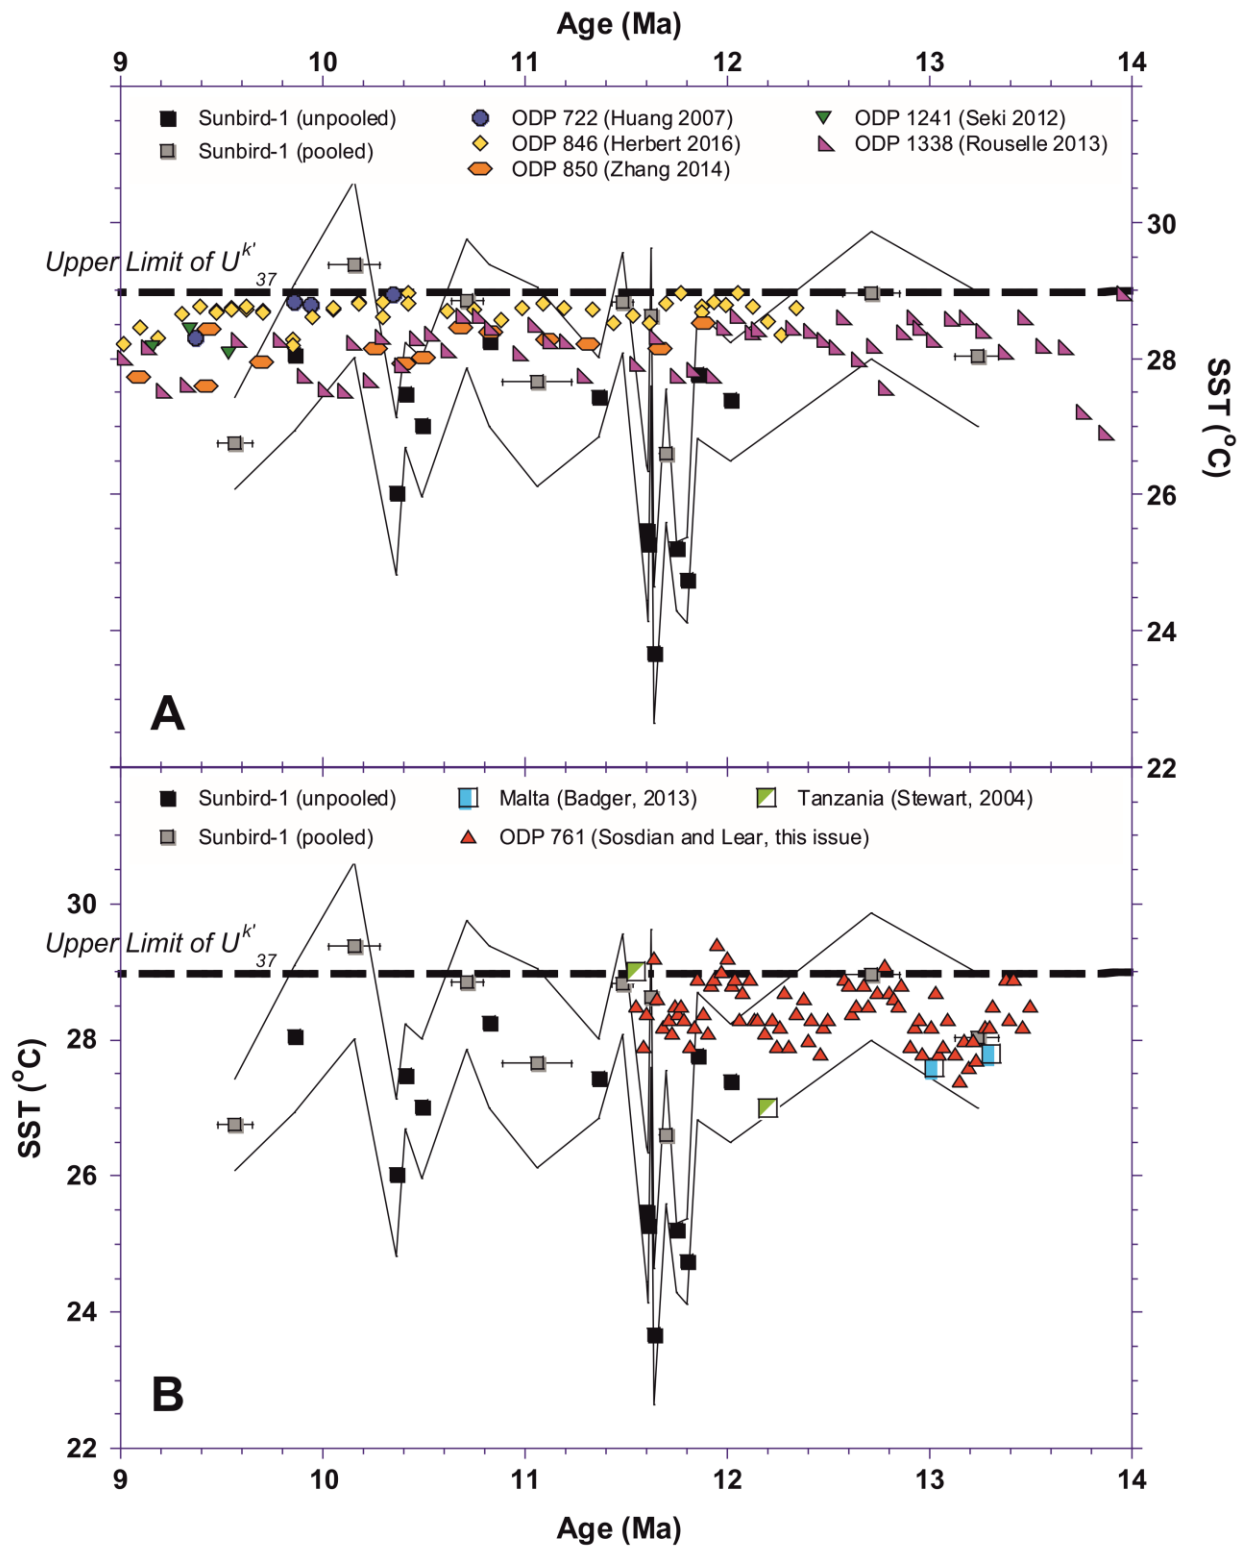 Age (Ma)
9 10 11 12 13 14
Sunbird-1 (unpooled) ODP 722 (Huang 2007) ODP 1241 (Seki 2012)
Sunbird-1 (pooled) ODP 846 (Herbert 2016) ODP 1338 (Rouselle 2013)
ODP 850 (Zhang 2014)
30
Upper Limit of U^k'_37
28
SST (°C)
26
24
A
22
Sunbird-1 (unpooled) Malta (Badger, 2013) Tanzania (Stewart, 2004)
Sunbird-1 (pooled) ODP 761 (Sosdian and Lear, this issue)
30
Upper Limit of U^k'_37
28
SST (°C)
26
24
B
22
9 10 11 12 13 14
Age (Ma)